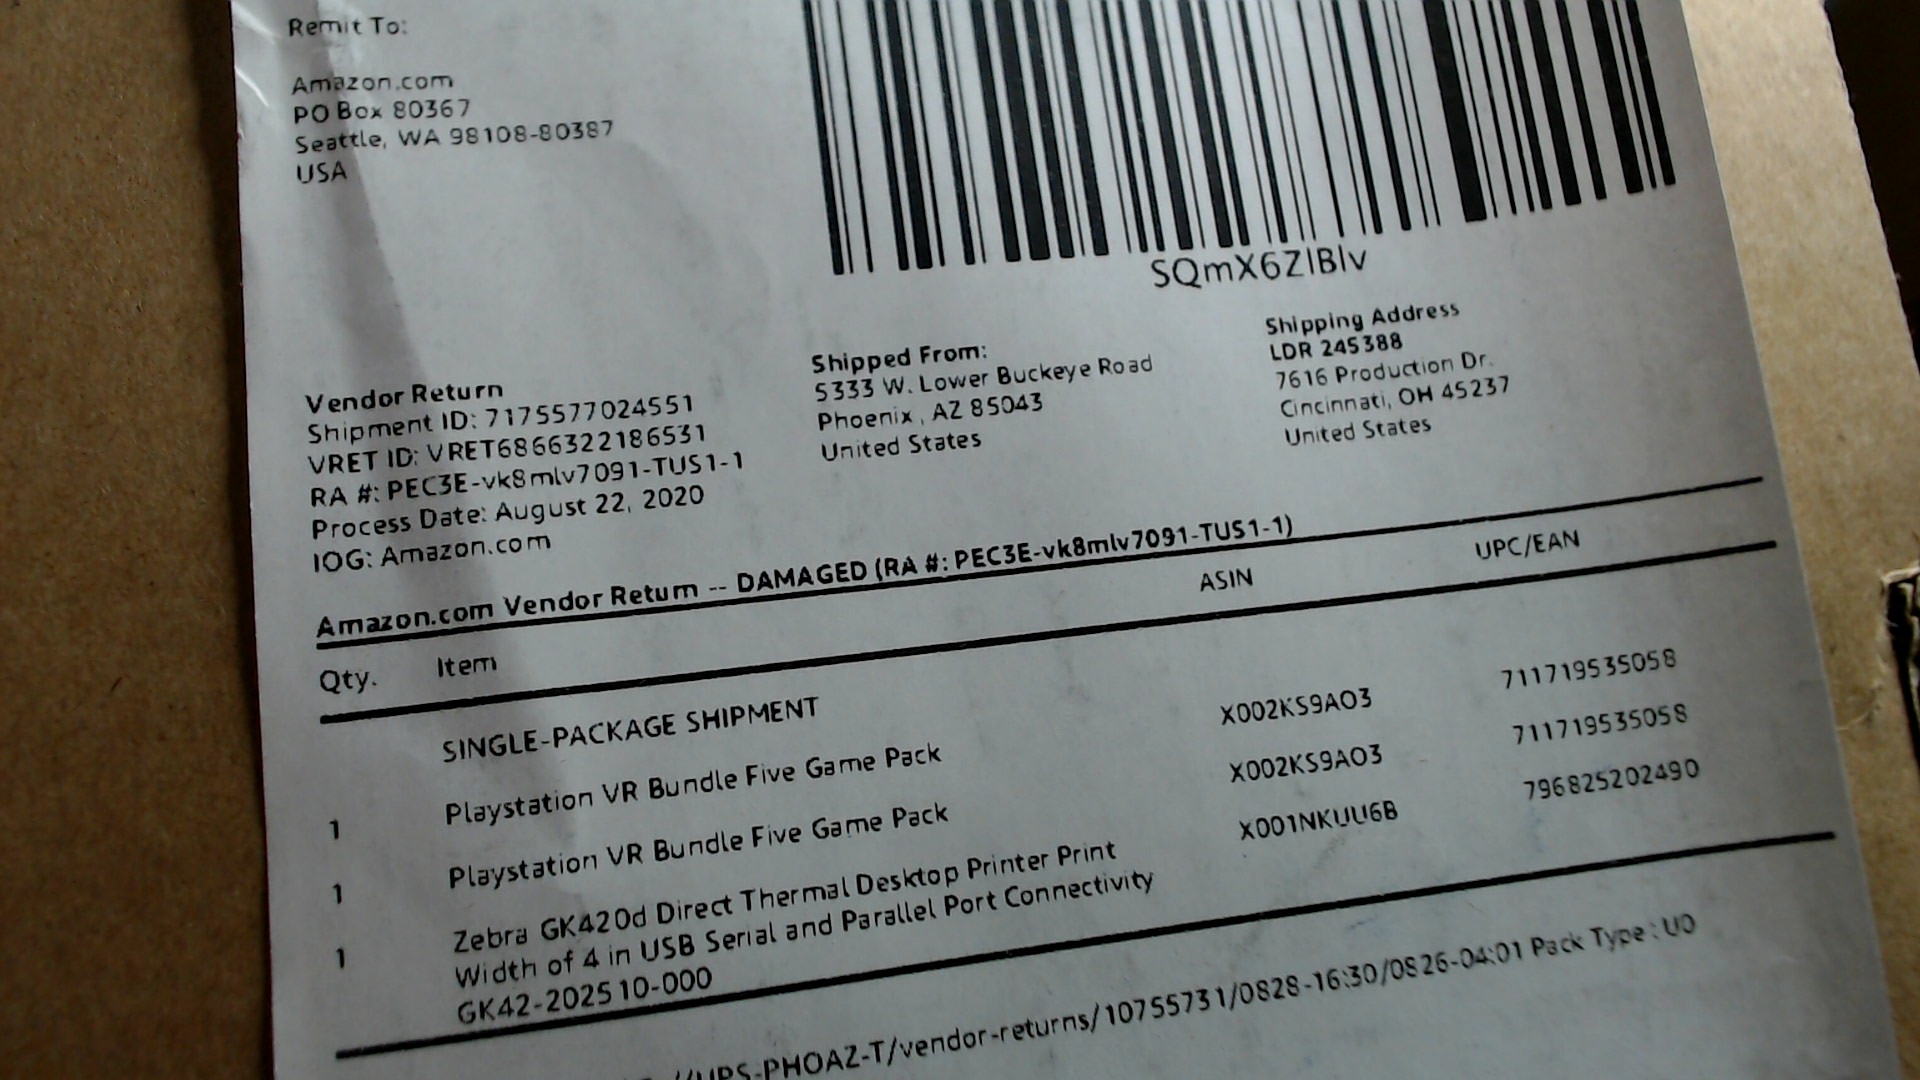 Remit To:
Amazon.com
PO Box 80367
Seattle, WA 98108-80387
USA
SQmX6ZIBlv
Vendor Return
Shipment ID: 7175577024551
VRET ID: VRET6866322186531
RA #: PEC3E-vk8mlv7091-TUS1-1
Process Date: August 22, 2020
IOG: Amazon.com
Shipped From:
5333 W. Lower Buckeye Road
Phoenix, AZ 85043
United States
Shipping Address
LDR 245388
7616 Production Dr.
Cincinnati, OH 45237
United States
Amazon.com Vendor Return -- DAMAGED (RA #: PEC3E-vk8mlv7091-TUS1-1)
Qty. Item ASIN UPC/EAN
SINGLE-PACKAGE SHIPMENT
1 Playstation VR Bundle Five Game Pack X002KS9AO3 711719535058
1 Playstation VR Bundle Five Game Pack X002KS9AO3 711719535058
1 Zebra GK420d Direct Thermal Desktop Printer Print X001NKUU6B 796825202490
Width of 4 in USB Serial and Parallel Port Connectivity
GK42-202510-000
/vendor-returns/10755731/0828-16:30/0826-04:01 Pack Type : U0